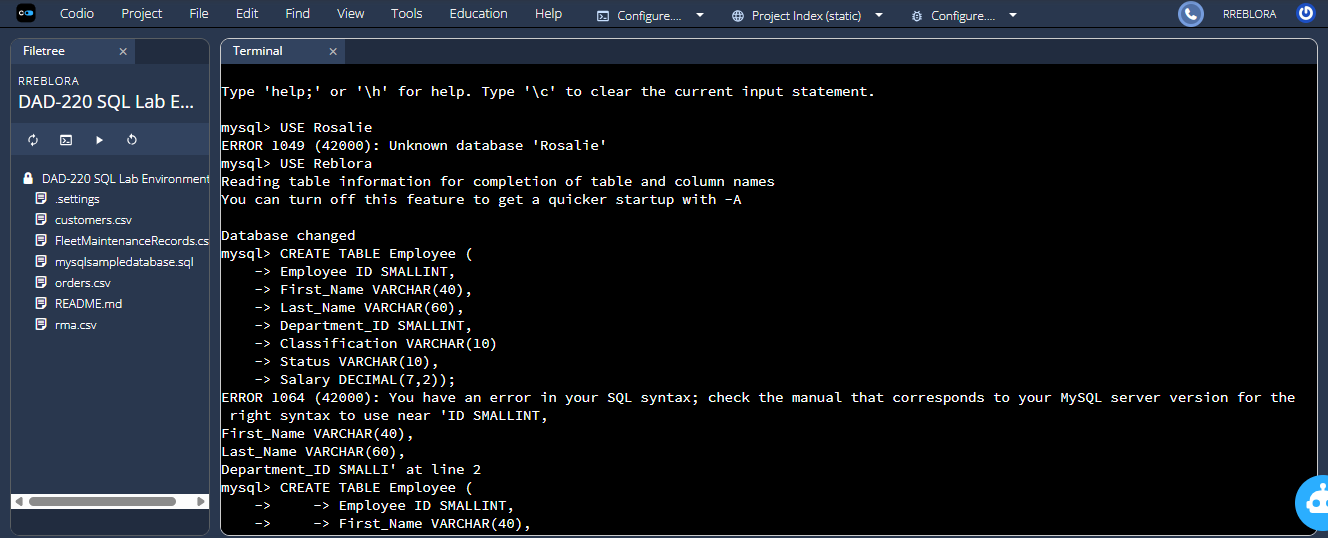 Codio Project File Edit Find View Tools Education Help Configure.... Project Index (static) Configure.... RREBLORA
Filetree ×
RREBLORA
DAD-220 SQL Lab E...
DAD-220 SQL Lab Environment
.settings
customers.csv
FleetMaintenanceRecords.cs
mysqlsampledatabase.sql
orders.csv
README.md
rma.csv
Terminal ×
Type 'help;' or '\h' for help. Type '\c' to clear the current input statement.
mysql> USE Rosalie
ERROR 1049 (42000): Unknown database 'Rosalie'
mysql> USE Reblora
Reading table information for completion of table and column names
You can turn off this feature to get a quicker startup with -A
Database changed
mysql> CREATE TABLE Employee (
-> Employee ID SMALLINT,
-> First_Name VARCHAR(40),
-> Last_Name VARCHAR(60),
-> Department_ID SMALLINT,
-> Classification VARCHAR(10)
-> Status VARCHAR(10),
-> Salary DECIMAL(7,2));
ERROR 1064 (42000): You have an error in your SQL syntax; check the manual that corresponds to your MySQL server version for the
right syntax to use near 'ID SMALLINT,
First_Name VARCHAR(40),
Last_Name VARCHAR(60),
Department_ID SMALLI' at line 2
mysql> CREATE TABLE Employee (
-> -> Employee ID SMALLINT,
-> -> First_Name VARCHAR(40),